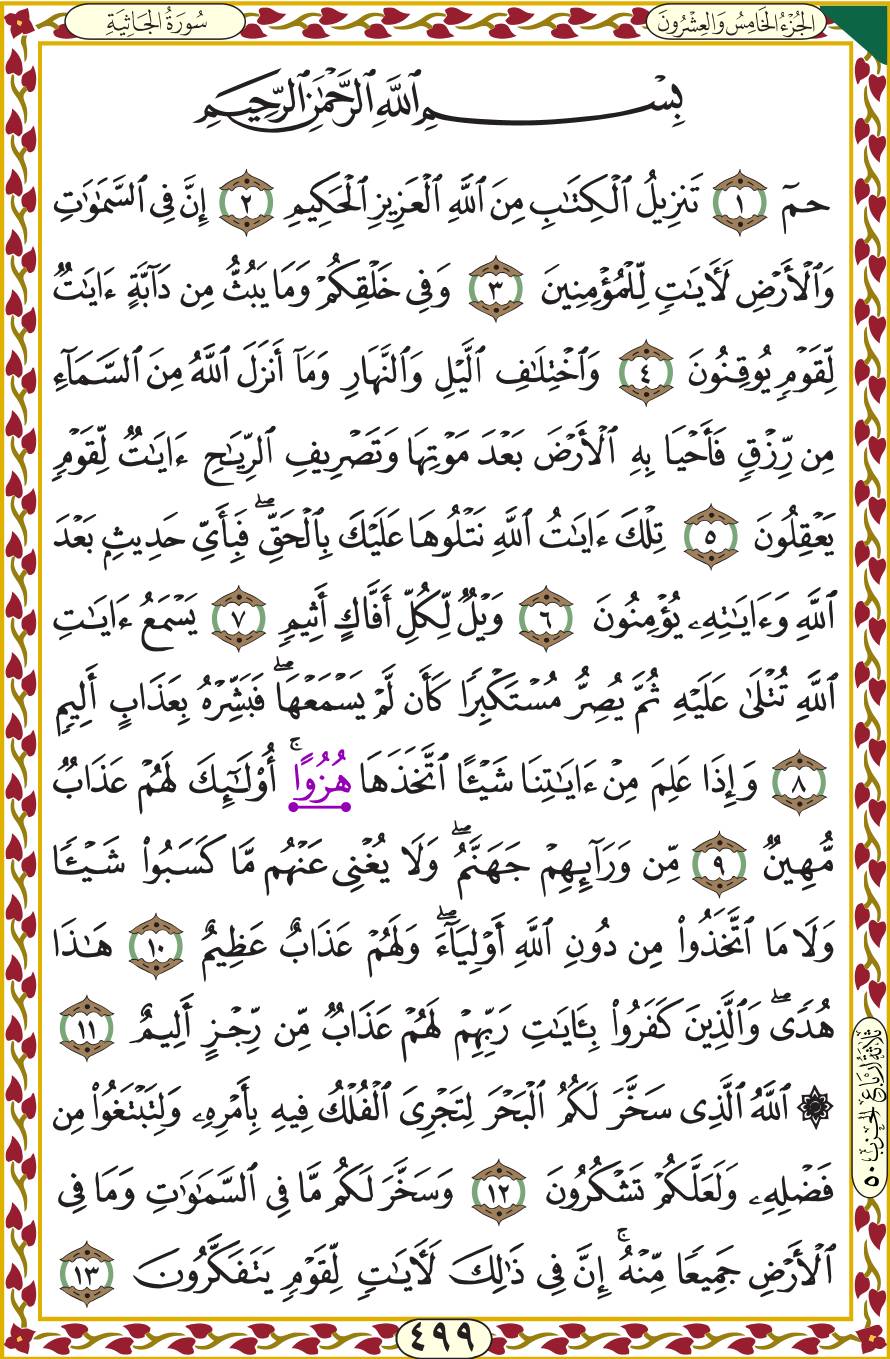 الجُزْءُ الخَامِسُ وَالعِشْرُونَ
سُورَةُ الجَاثِيَةِ
بِسْمِ ٱللَّهِ ٱلرَّحْمَٰنِ ٱلرَّحِيمِ
حمٓ ١ تَنزِيلُ ٱلْكِتَٰبِ مِنَ ٱللَّهِ ٱلْعَزِيزِ ٱلْحَكِيمِ ٢ إِنَّ فِى ٱلسَّمَٰوَٰتِ
وَٱلْأَرْضِ لَءَايَٰتٍ لِّلْمُؤْمِنِينَ ٣ وَفِى خَلْقِكُمْ وَمَا يَبُثُّ مِن دَآبَّةٍ ءَايَٰتٌ
لِّقَوْمٍ يُوقِنُونَ ٤ وَٱخْتِلَٰفِ ٱلَّيْلِ وَٱلنَّهَارِ وَمَآ أَنزَلَ ٱللَّهُ مِنَ ٱلسَّمَآءِ
مِن رِّزْقٍ فَأَحْيَا بِهِ ٱلْأَرْضَ بَعْدَ مَوْتِهَا وَتَصْرِيفِ ٱلرِّيَٰحِ ءَايَٰتٌ لِّقَوْمٍ
يَعْقِلُونَ ٥ تِلْكَ ءَايَٰتُ ٱللَّهِ نَتْلُوهَا عَلَيْكَ بِٱلْحَقِّ ۖ فَبِأَىِّ حَدِيثٍ بَعْدَ
ٱللَّهِ وَءَايَٰتِهِۦ يُؤْمِنُونَ ٦ وَيْلٌ لِّكُلِّ أَفَّاكٍ أَثِيمٍ ٧ يَسْمَعُ ءَايَٰتِ
ٱللَّهِ تُتْلَىٰ عَلَيْهِ ثُمَّ يُصِرُّ مُسْتَكْبِرًا كَأَن لَّمْ يَسْمَعْهَا ۖ فَبَشِّرْهُ بِعَذَابٍ أَلِيمٍ
٨ وَإِذَا عَلِمَ مِنْ ءَايَٰتِنَا شَيْـًٔا ٱتَّخَذَهَا هُزُوًا ۚ أُو۟لَٰٓئِكَ لَهُمْ عَذَابٌ
مُّهِينٌ ٩ مِّن وَرَآئِهِمْ جَهَنَّمُ ۖ وَلَا يُغْنِى عَنْهُم مَّا كَسَبُوا۟ شَيْـًٔا
وَلَا مَا ٱتَّخَذُوا۟ مِن دُونِ ٱللَّهِ أَوْلِيَآءَ ۖ وَلَهُمْ عَذَابٌ عَظِيمٌ ١٠ هَٰذَا
هُدًى ۖ وَٱلَّذِينَ كَفَرُوا۟ بِـَٔايَٰتِ رَبِّهِمْ لَهُمْ عَذَابٌ مِّن رِّجْزٍ أَلِيمٌ ١١
۞ ٱللَّهُ ٱلَّذِى سَخَّرَ لَكُمُ ٱلْبَحْرَ لِتَجْرِىَ ٱلْفُلْكُ فِيهِ بِأَمْرِهِۦ وَلِتَبْتَغُوا۟ مِن
فَضْلِهِۦ وَلَعَلَّكُمْ تَشْكُرُونَ ١٢ وَسَخَّرَ لَكُم مَّا فِى ٱلسَّمَٰوَٰتِ وَمَا فِى
ٱلْأَرْضِ جَمِيعًا مِّنْهُ ۚ إِنَّ فِى ذَٰلِكَ لَءَايَٰتٍ لِّقَوْمٍ يَتَفَكَّرُونَ ١٣
ثَلَاثَةُ أَرْبَاعِ الحِزْبِ ٥٠
٤٩٩